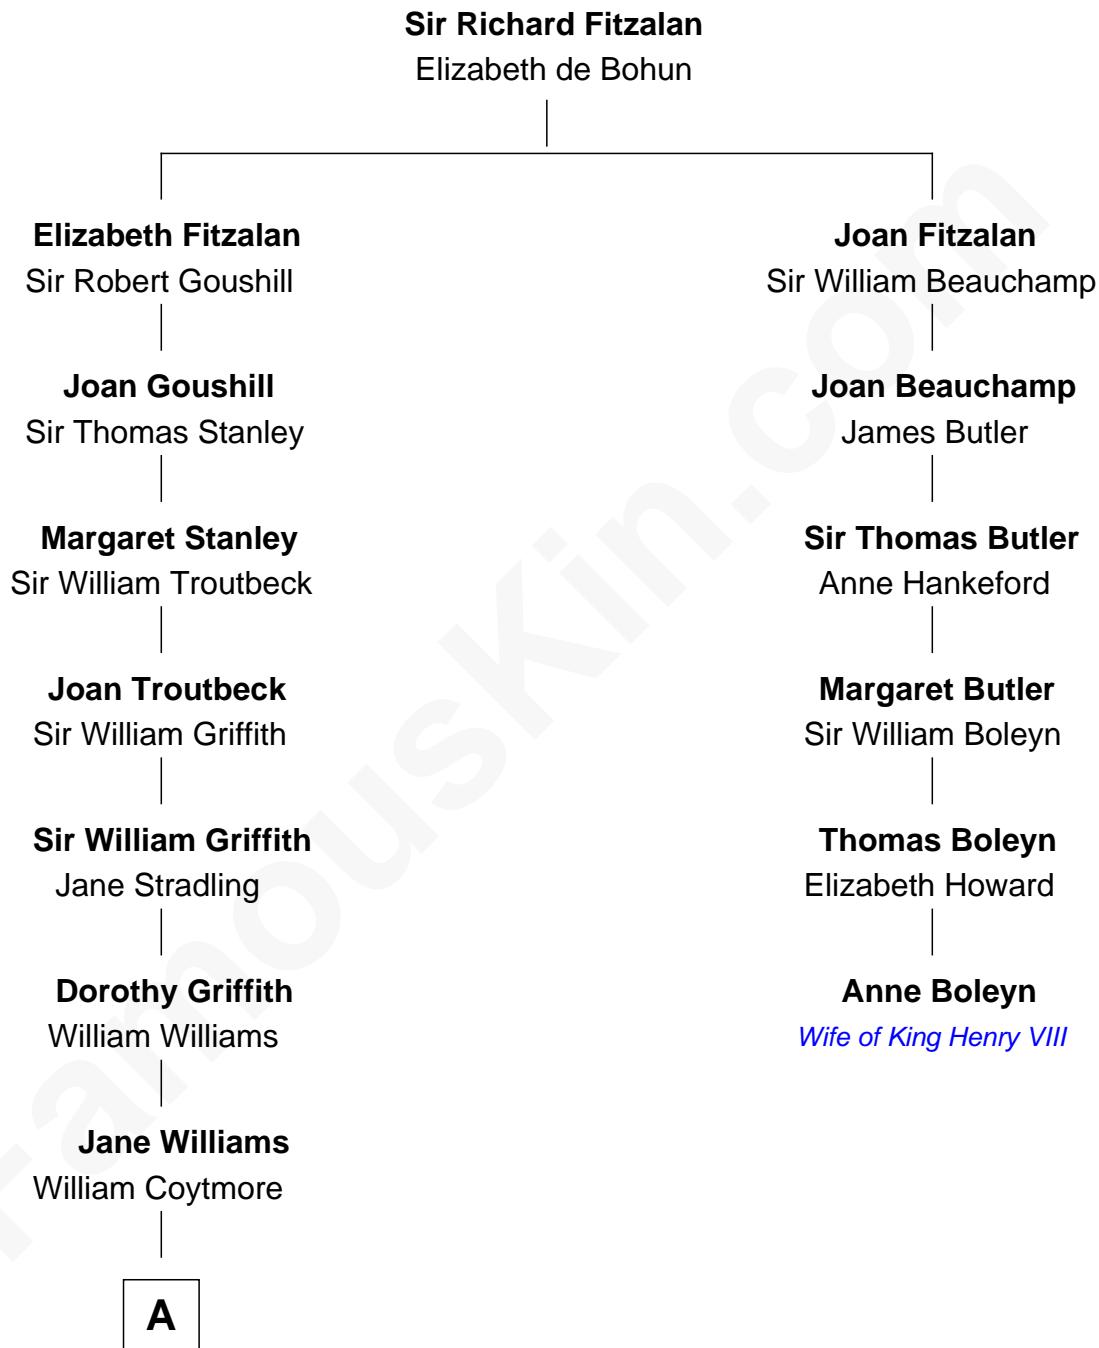 Sir Richard Fitzalan
Elizabeth de Bohun
Elizabeth Fitzalan
Sir Robert Goushill
Joan Fitzalan
Sir William Beauchamp
Joan Goushill
Sir Thomas Stanley
Joan Beauchamp
James Butler
Margaret Stanley
Sir William Troutbeck
Sir Thomas Butler
Anne Hankeford
Joan Troutbeck
Sir William Griffith
Margaret Butler
Sir William Boleyn
Sir William Griffith
Jane Stradling
Thomas Boleyn
Elizabeth Howard
Dorothy Griffith
William Williams
Anne Boleyn
Wife of King Henry VIII
Jane Williams
William Coytmore
A
FamousKin.com